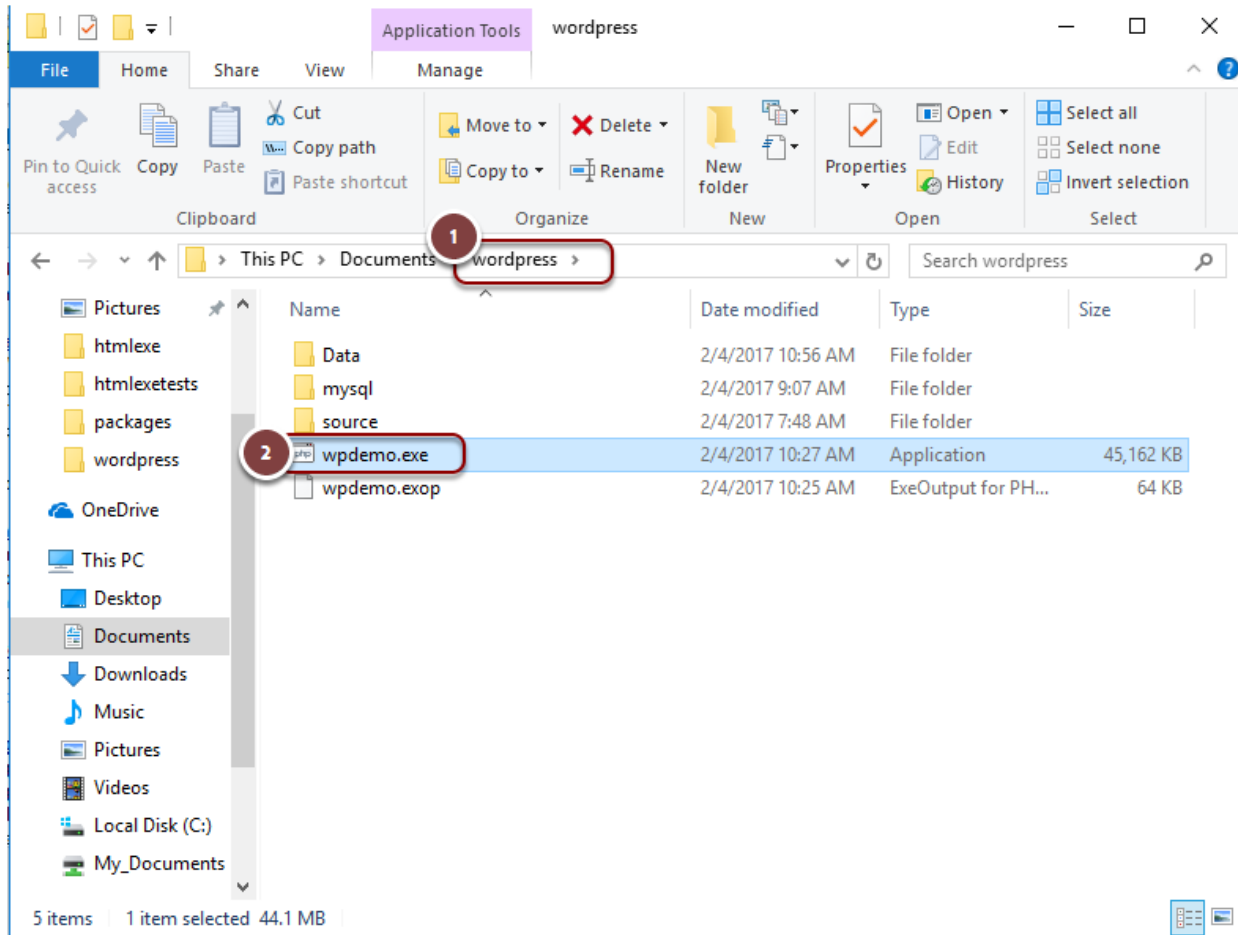 Application Tools wordpress
File Home Share View Manage
Pin to Quick access
Copy
Paste
Cut
Copy path
Paste shortcut
Clipboard
Move to
Copy to
Delete
Rename
Organize
New folder
New
Properties
Open
Edit
History
Open
Select all
Select none
Invert selection
Select
1
This PC Documents wordpress
Search wordpress
Name Date modified Type Size
Pictures
htmlexe
htmlexetests
packages
wordpress
OneDrive
This PC
Desktop
Documents
Downloads
Music
Pictures
Videos
Local Disk (C:)
My_Documents
Data 2/4/2017 10:56 AM File folder
mysql 2/4/2017 9:07 AM File folder
source 2/4/2017 7:48 AM File folder
2 php wpdemo.exe 2/4/2017 10:27 AM Application 45,162 KB
wpdemo.exop 2/4/2017 10:25 AM ExeOutput for PH... 64 KB
5 items 1 item selected 44.1 MB